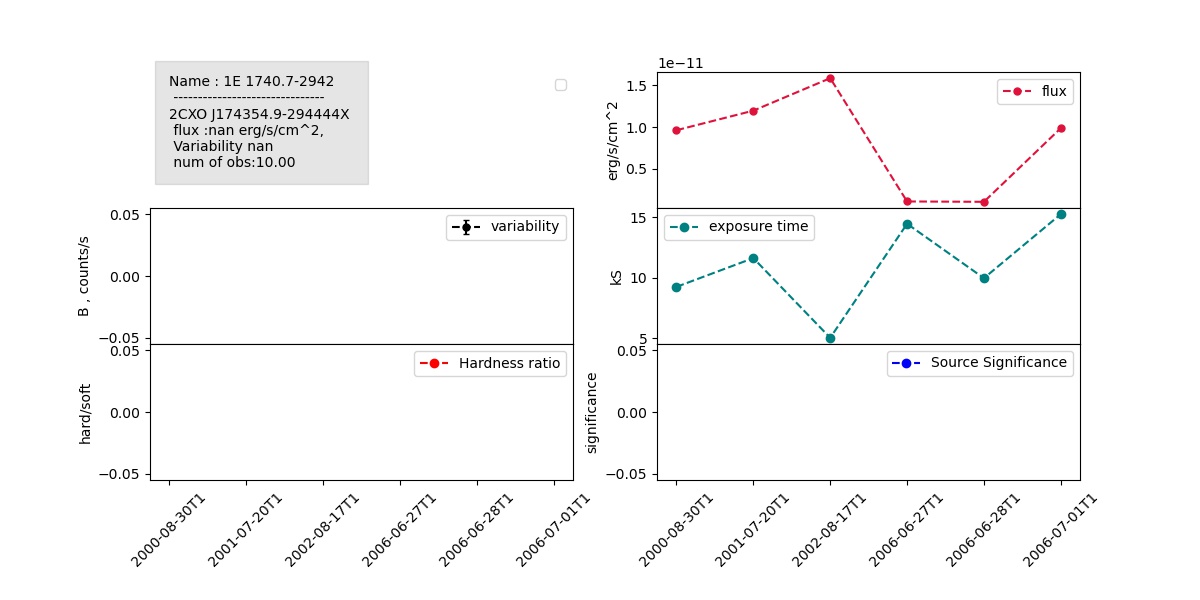 Name : 1E 1740.7-2942
-------------------------------
2CXO J174354.9-294444X
flux :nan erg/s/cm^2,
Variability nan
num of obs:10.00
1e−11
1.5
1.0
0.5
erg/s/cm^2
flux
0.05
0.00
−0.05
B , counts/s
variability
15
10
5
kS
exposure time
0.05
0.00
−0.05
hard/soft
Hardness ratio
0.05
0.00
−0.05
significance
Source Significance
2000-08-30T1
2001-07-20T1
2002-08-17T1
2006-06-27T1
2006-06-28T1
2006-07-01T1
2000-08-30T1
2001-07-20T1
2002-08-17T1
2006-06-27T1
2006-06-28T1
2006-07-01T1